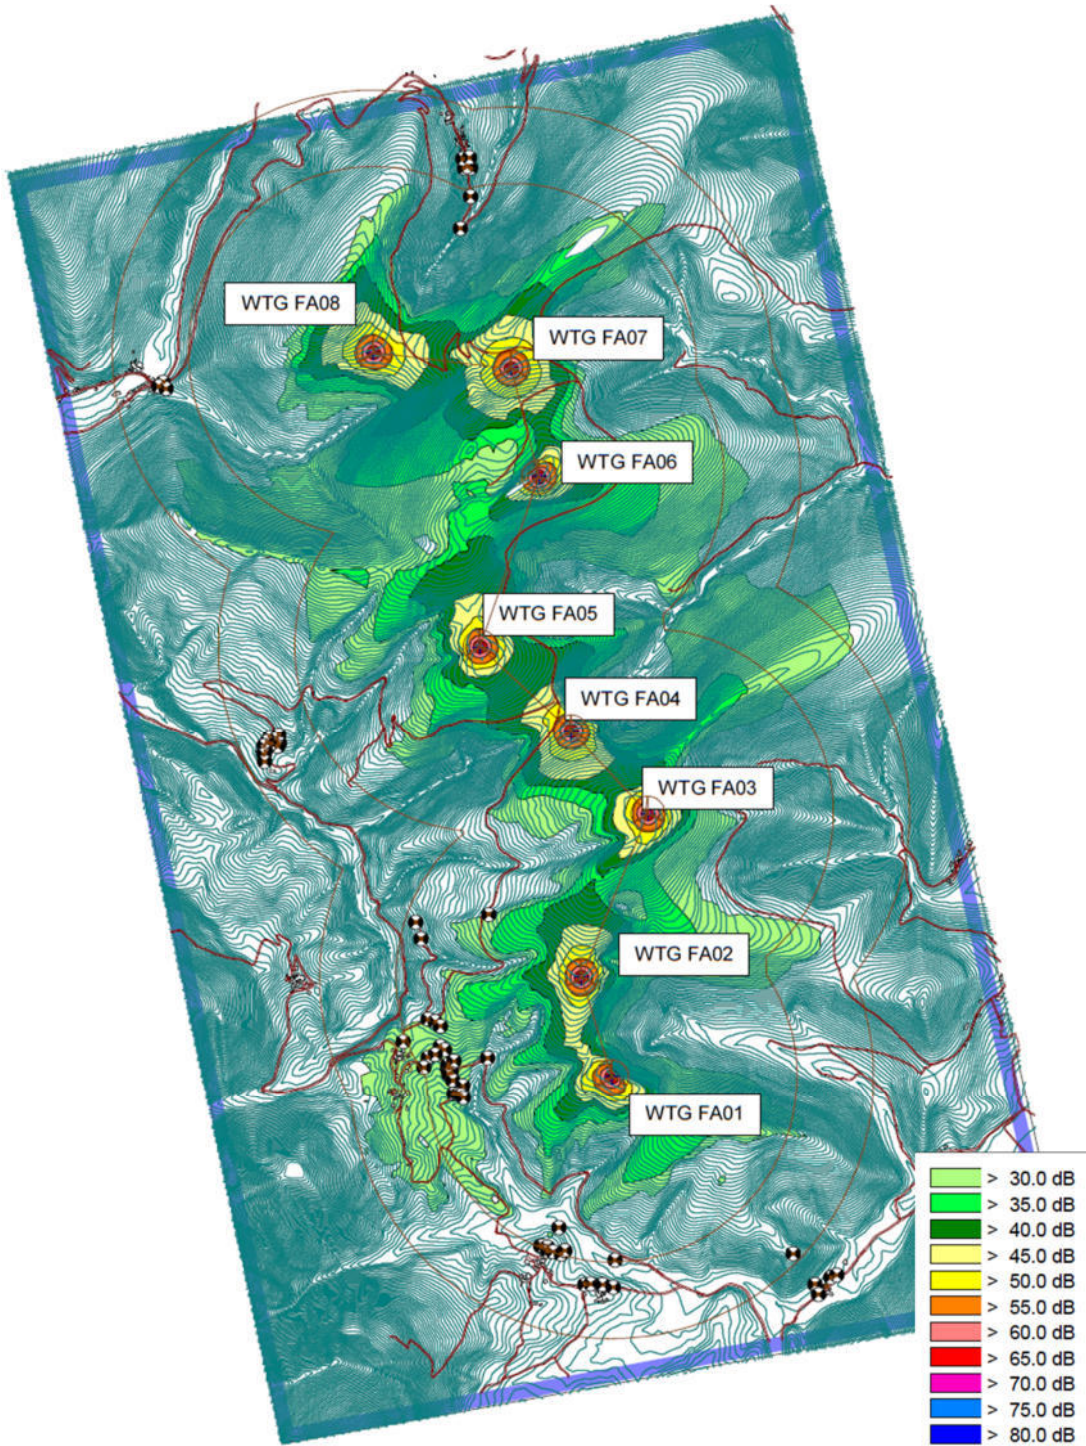 WTG FA08
WTG FA07
WTG FA06
WTG FA05
WTG FA04
WTG FA03
WTG FA02
WTG FA01
> 30.0 dB
> 35.0 dB
> 40.0 dB
> 45.0 dB
> 50.0 dB
> 55.0 dB
> 60.0 dB
> 65.0 dB
> 70.0 dB
> 75.0 dB
> 80.0 dB